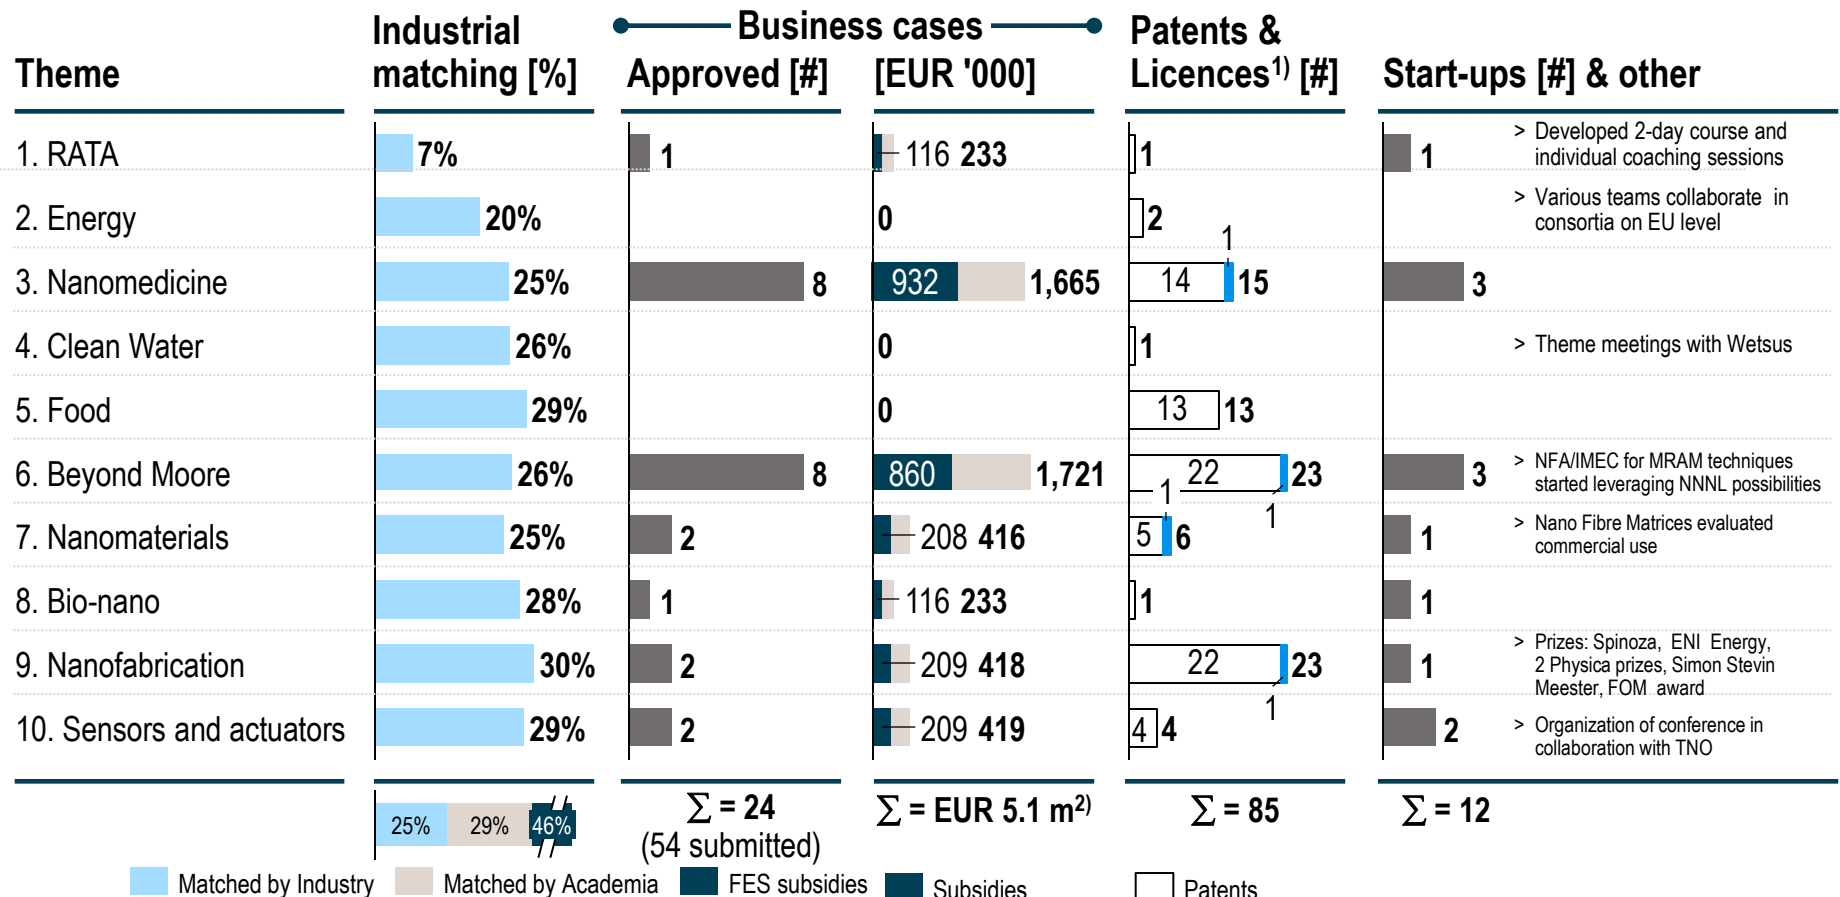 Theme
Industrial matching [%]
Business cases
Approved [#]
[EUR '000]
Patents & Licences1) [#]
Start-ups [#] & other
1. RATA 7% 1 116 233 1 1 > Developed 2-day course and
individual coaching sessions
2. Energy 20% 0 2 > Various teams collaborate in
consortia on EU level
3. Nanomedicine 25% 8 932 1,665 14 1 15 3
4. Clean Water 26% 0 1 > Theme meetings with Wetsus
5. Food 29% 0 13 13
6. Beyond Moore 26% 8 860 1,721 22 1 23 3 > NFA/IMEC for MRAM techniques
started leveraging NNNL possibilities
7. Nanomaterials 25% 2 208 416 5 1 6 1 > Nano Fibre Matrices evaluated
commercial use
8. Bio-nano 28% 1 116 233 1 1
9. Nanofabrication 30% 2 209 418 22 1 23 1 > Prizes: Spinoza, ENI Energy,
2 Physica prizes, Simon Stevin
Meester, FOM award
10. Sensors and actuators 29% 2 209 419 4 4 2 > Organization of conference in
collaboration with TNO
25% 29% 46%
∑ = 24
(54 submitted)
∑ = EUR 5.1 m2)
∑ = 85
∑ = 12
Matched by Industry
Matched by Academia
FES subsidies
Subsidies
Patents